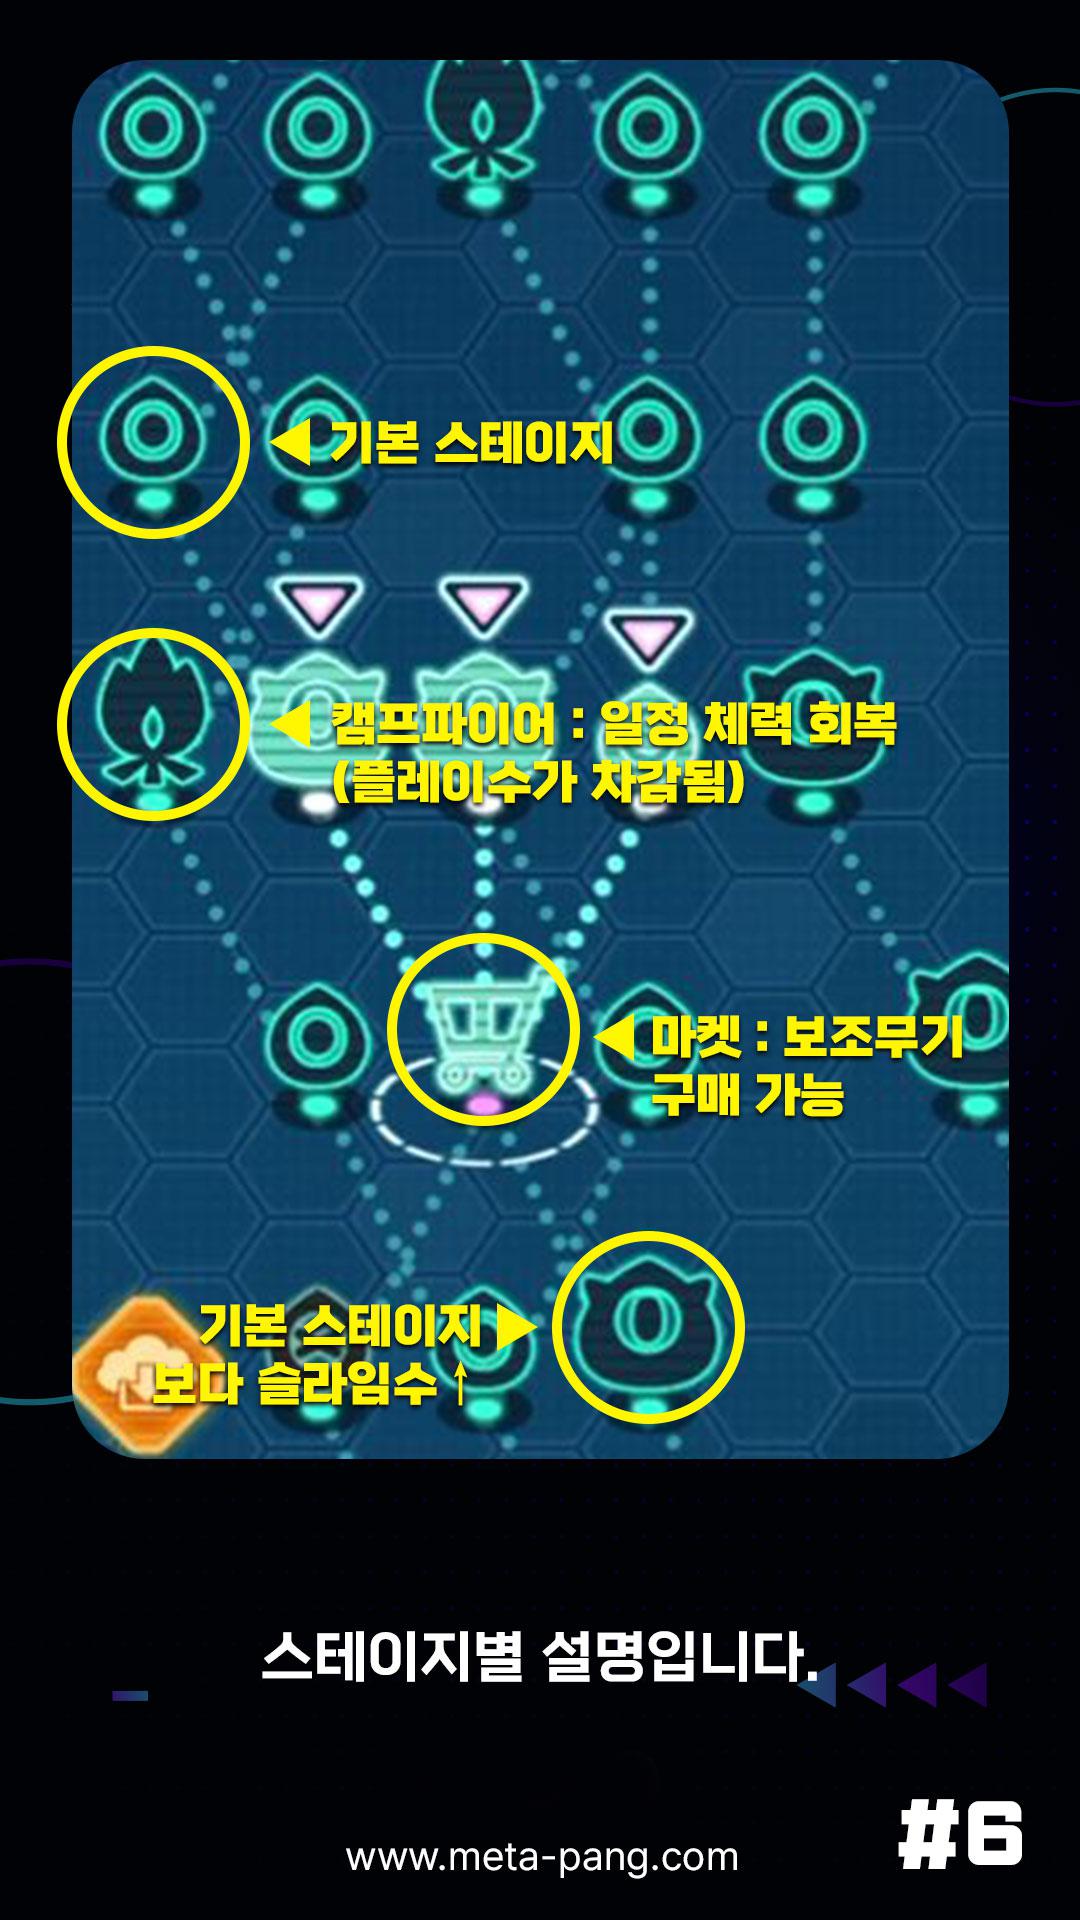 기본 스테이지
캠프파이어 : 일정 체력 회복
(플레이수가 차감됨)
마켓 : 보조무기
구매 가능
기본 스테이지
보다 슬라임수↑
스테이지별 설명입니다.
#6
www.meta-pang.com